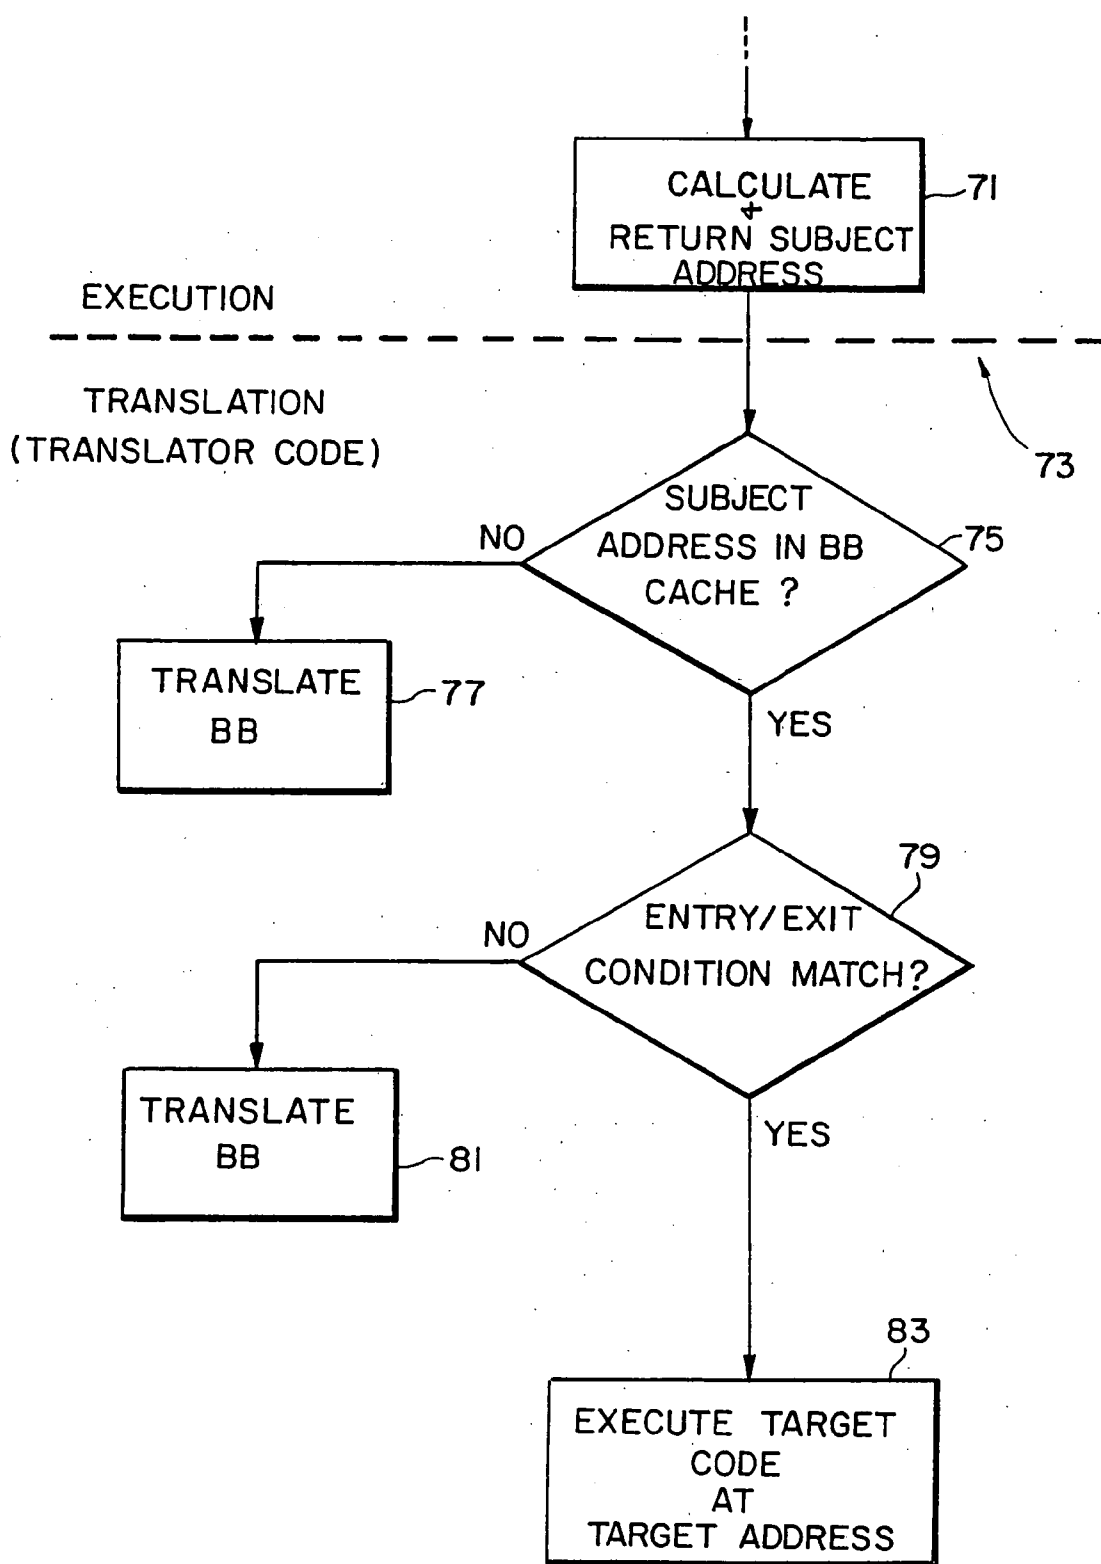 CALCULATE
+
RETURN SUBJECT
ADDRESS
71
EXECUTION
TRANSLATION
(TRANSLATOR CODE)
73
SUBJECT
ADDRESS IN BB
CACHE ?
75
NO
TRANSLATE
BB
77
YES
79
ENTRY/EXIT
CONDITION MATCH?
NO
TRANSLATE
BB
81
YES
83
EXECUTE TARGET
CODE
AT
TARGET ADDRESS